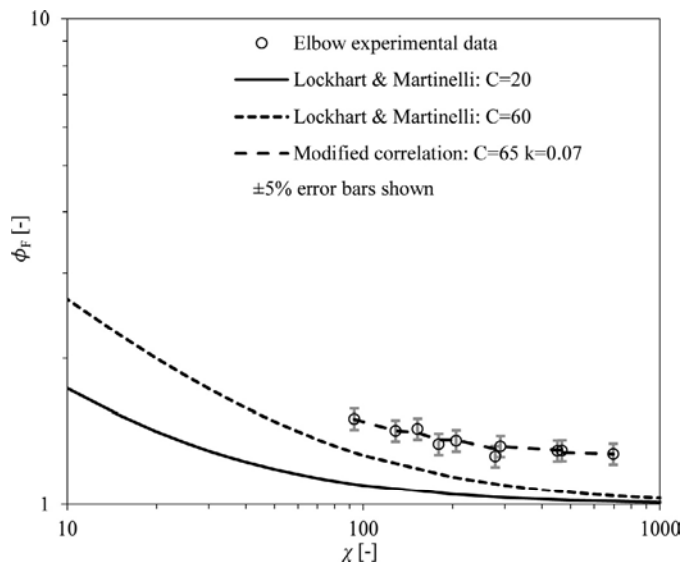 10
Elbow experimental data
Lockhart & Martinelli: C=20
Lockhart & Martinelli: C=60
Modified correlation: C=65 k=0.07
±5% error bars shown
ϕF [-]
1
10
100
1000
χ [-]